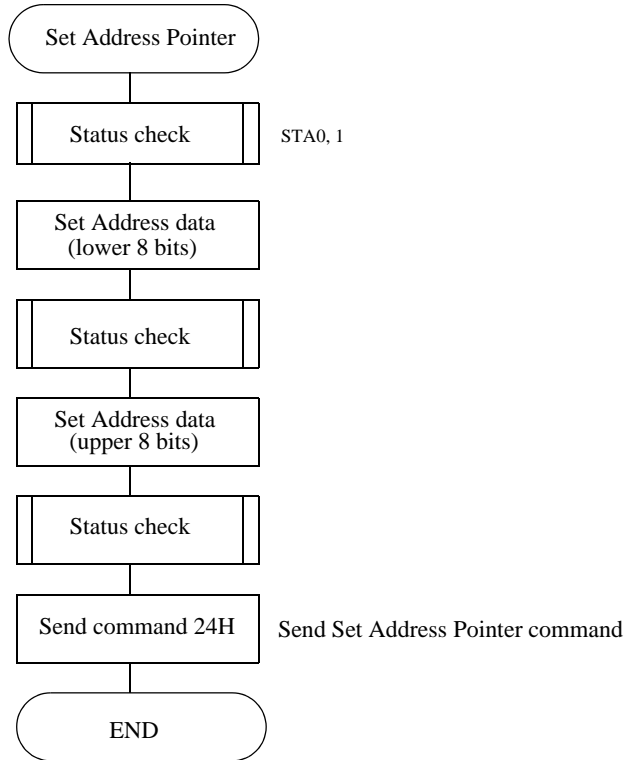 Set Address Pointer
Status check
STA0, 1
Set Address data
(lower 8 bits)
Status check
Set Address data
(upper 8 bits)
Status check
Send command 24H
Send Set Address Pointer command
END